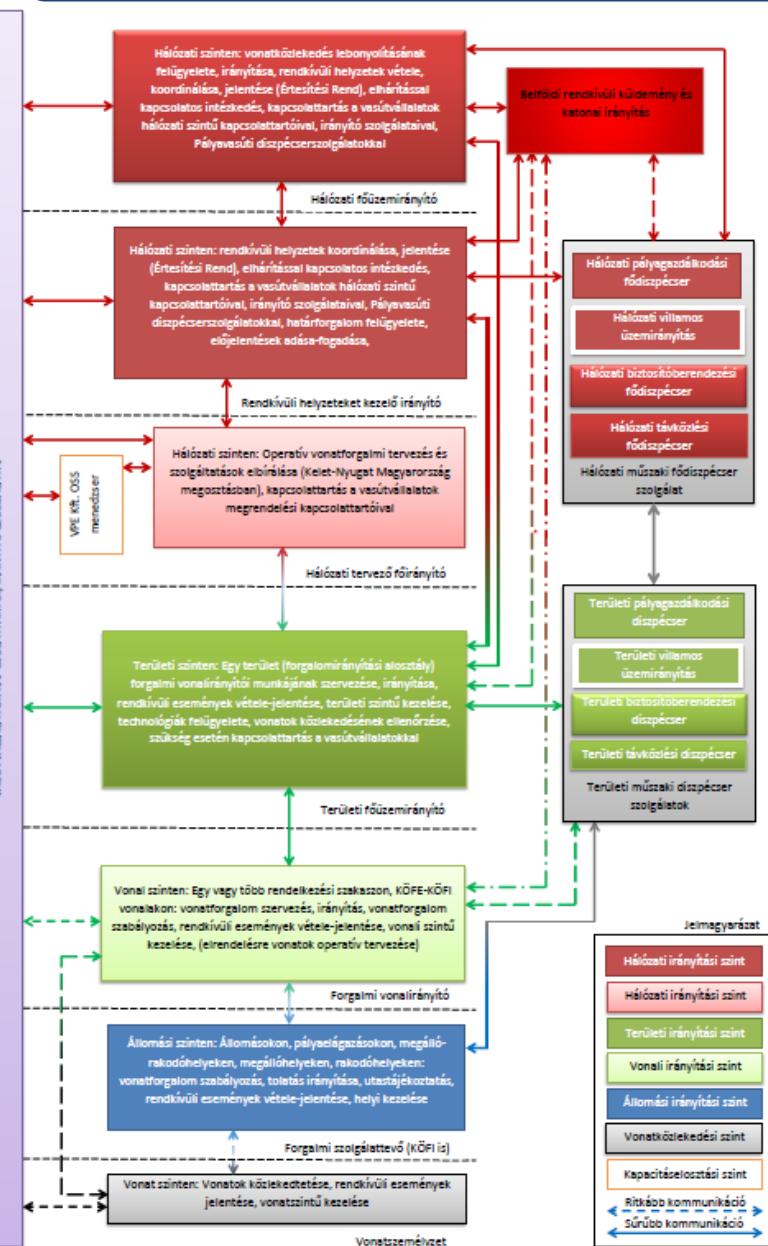 Hálózati szinten: vonatközlekedés lebonyolításának
felügyelete, irányítása, rendkívüli helyzetek vétele,
koordinálása, jelentése (Értesítési Rend), elhárítással
kapcsolatos intézkedés, kapcsolattartás a vasútvállalatok
hálózati szintű kapcsolattartóival, irányító szolgálataival,
Pályavasúti diszpécserszolgálatokkal
Belföldi rendkívüli küldemény és
katonai irányítás
Hálózati főüzemirányító
Hálózati szinten: rendkívüli helyzetek koordinálása, jelentése
(Értesítési Rend), elhárítással kapcsolatos intézkedés,
kapcsolattartás a vasútvállalatok hálózati szintű
kapcsolattartóival, irányító szolgálataival, Pályavasúti
diszpécserszolgálatokkal, határforgalom felügyelete,
előjelentések adása-fogadása,
Rendkívüli helyzeteket kezelő irányító
Hálózati pályagazdálkodási
fődiszpécser
Hálózati villamos
üzemirányítás
Hálózati biztosítóberendezési
fődiszpécser
Hálózati távközlési
fődiszpécser
Hálózati műszaki fődiszpécser
szolgálat
VPE Kft. OSS
menedzser
Hálózati szinten: Operatív vonatforgalmi tervezés és
szolgáltatások elbírálása (Kelet-Nyugat Magyarország
megosztásban), kapcsolattartás a vasútvállalatok
megrendelési kapcsolattartóival
Hálózati tervező főirányító
Területi szinten: Egy terület (forgalomirányítási alosztály)
forgalmi vonalirányítói munkájának szervezése, irányítása,
rendkívüli események vétele-jelentése, területi szintű kezelése,
technológiák felügyelete, vonatok közlekedésének ellenőrzése,
szükség esetén kapcsolattartás a vasútvállalatokkal
Területi főüzemirányító
Területi pályagazdálkodási
diszpécser
Területi villamos
üzemirányítás
Területi biztosítóberendezési
diszpécser
Területi távközlési diszpécser
Területi műszaki diszpécser
szolgálatok
Vonal szinten: Egy vagy több rendelkezési szakaszon, KÖFE-KÖFI
vonalakon: vonatforgalom szervezés, irányítás, vonatforgalom
szabályozás, rendkívüli események vétele-jelentése, vonali szintű
kezelése, (elrendelésre vonatok operatív tervezése)
Forgalmi vonalirányító
Állomási szinten: Állomásokon, pályaelágazásokon, megálló-
rakodóhelyeken, megállóhelyeken, rakodóhelyeken:
vonatforgalom szabályozás, tolatás irányítása, utastájékoztatás,
rendkívüli események vétele-jelentése, helyi kezelése
Forgalmi szolgálattevő (KÖFI is)
Vonat szinten: Vonatok közlekedtetése, rendkívüli események
jelentése, vonatszintű kezelése
Vonatszemélyzet
Jelmagyarázat
Hálózati irányítási szint
Hálózati irányítási szint
Területi irányítási szint
Vonali irányítási szint
Állomási irányítási szint
Vonatközlekedési szint
Kapacitáselosztási szint
Ritkább kommunikáció
Sűrűbb kommunikáció